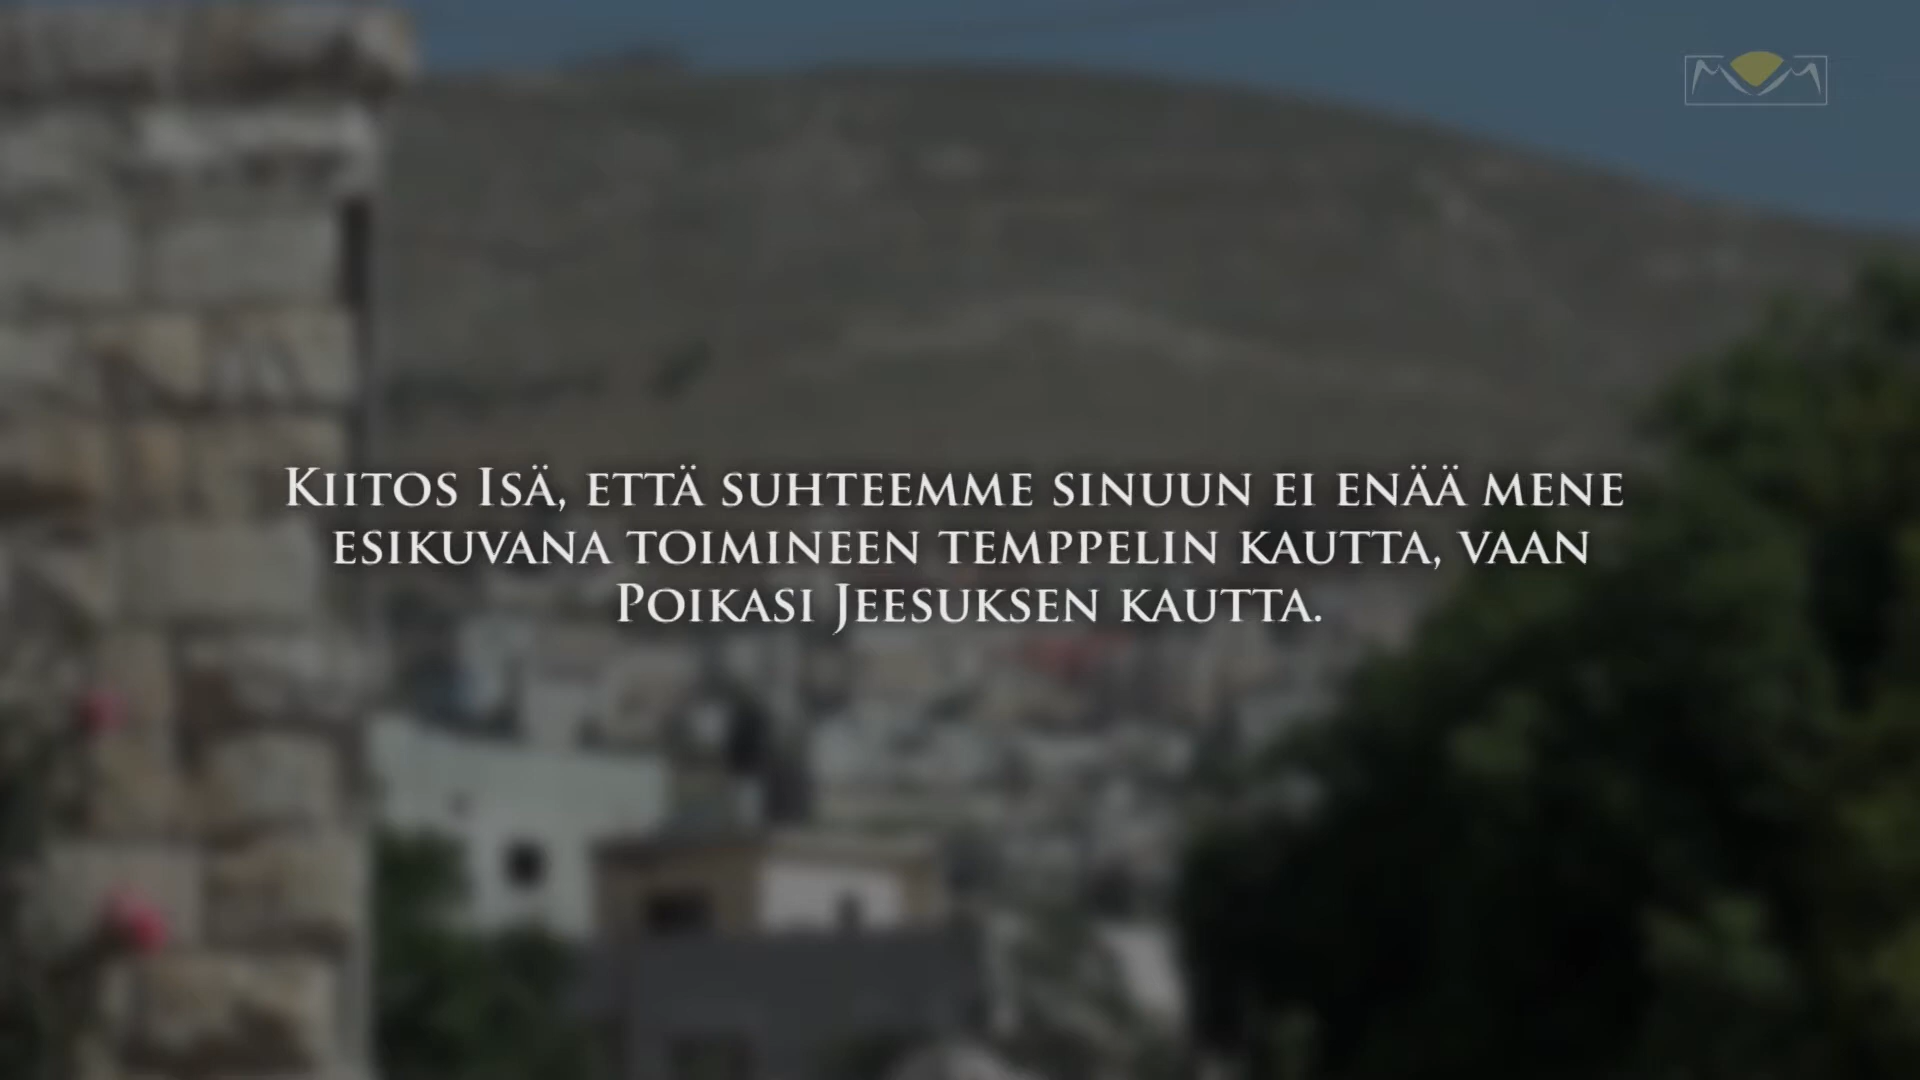 Kiitos Isä, että suhteemme sinuun ei enää mene
esikuvana toimineen temppelin kautta, vaan
Poikasi Jeesuksen kautta.